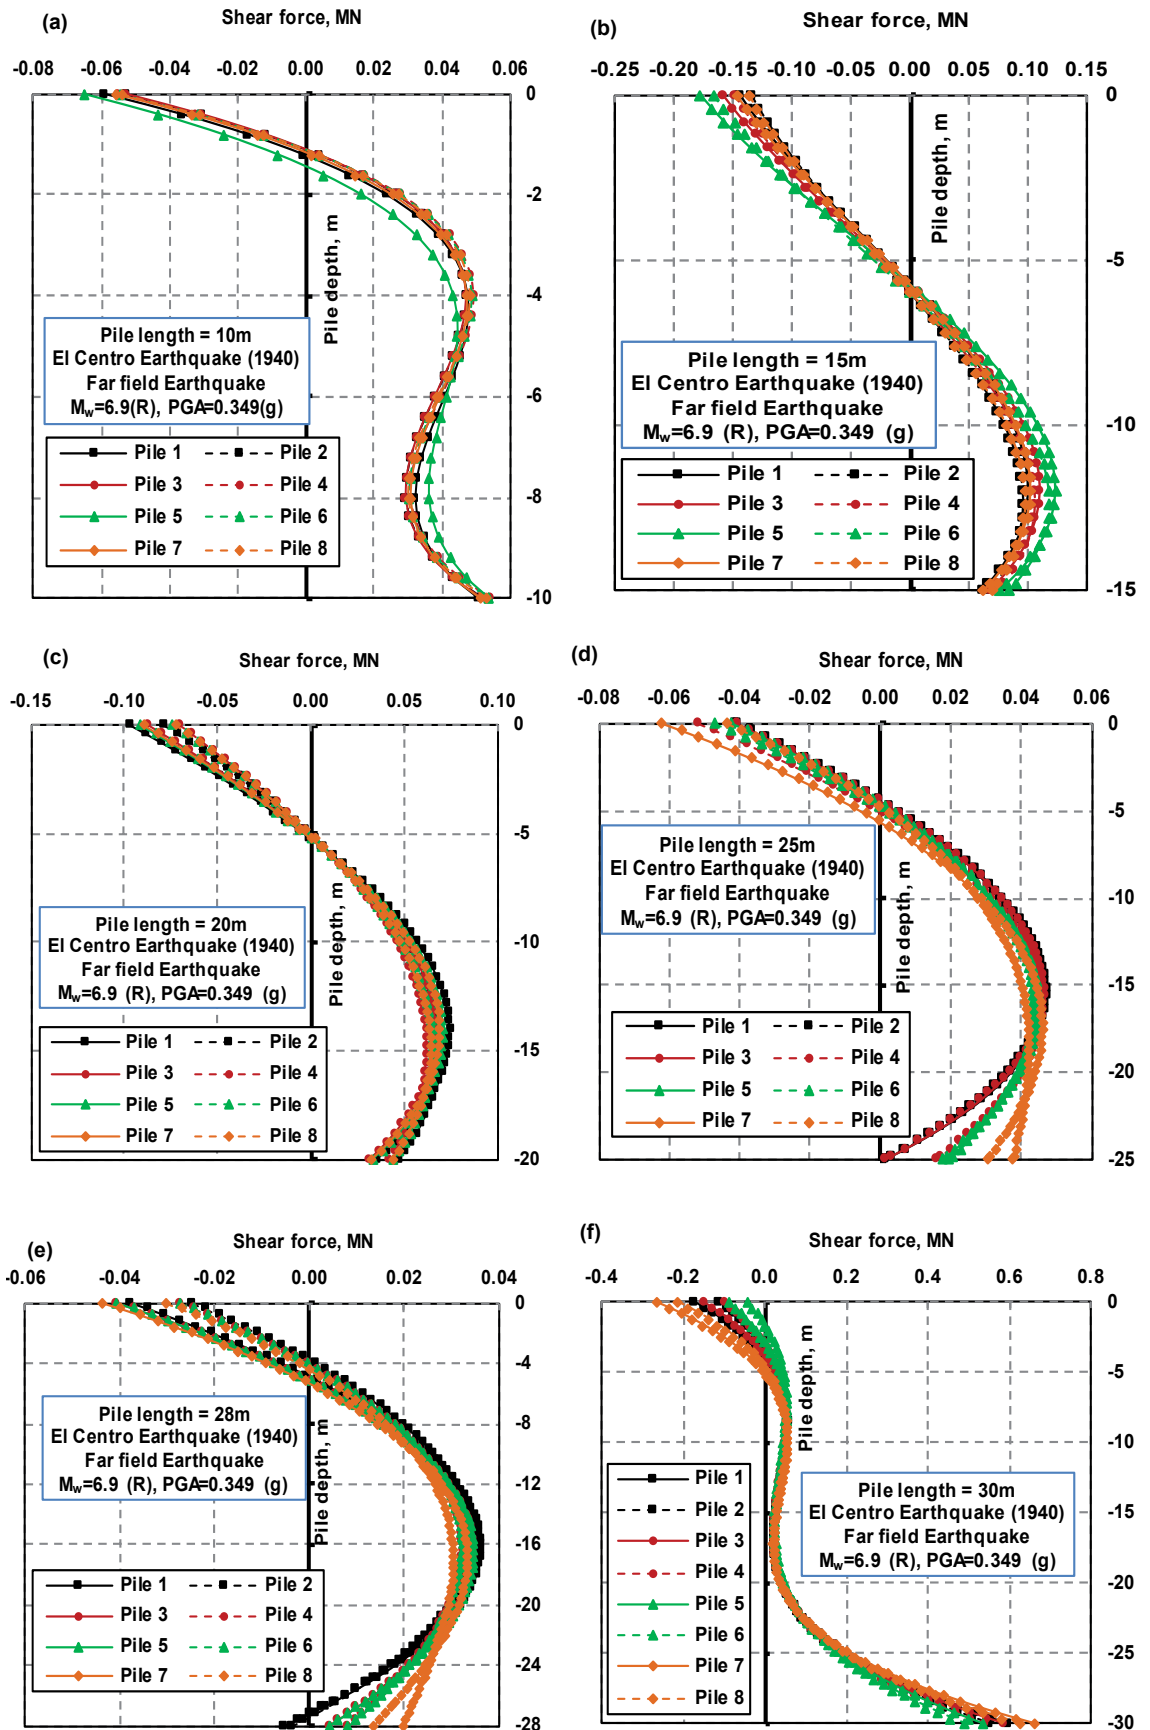 (a)
Shear force, MN
-0.08 -0.06 -0.04 -0.02 0.00 0.02 0.04 0.06
0
-2
-4
-6
-8
-10
Pile depth, m
Pile length = 10m
El Centro Earthquake (1940)
Far field Earthquake
Mw=6.9(R), PGA=0.349(g)
Pile 1 Pile 2
Pile 3 Pile 4
Pile 5 Pile 6
Pile 7 Pile 8
(b)
Shear force, MN
-0.25 -0.20 -0.15 -0.10 -0.05 0.00 0.05 0.10 0.15
0
-5
-10
-15
Pile depth, m
Pile length = 15m
El Centro Earthquake (1940)
Far field Earthquake
Mw=6.9 (R), PGA=0.349 (g)
Pile 1 Pile 2
Pile 3 Pile 4
Pile 5 Pile 6
Pile 7 Pile 8
(c)
Shear force, MN
-0.15 -0.10 -0.05 0.00 0.05 0.10
0
-5
-10
-15
-20
Pile depth, m
Pile length = 20m
El Centro Earthquake (1940)
Far field Earthquake
Mw=6.9 (R), PGA=0.349 (g)
Pile 1 Pile 2
Pile 3 Pile 4
Pile 5 Pile 6
Pile 7 Pile 8
(d)
Shear force, MN
-0.08 -0.06 -0.04 -0.02 0.00 0.02 0.04 0.06
0
-5
-10
-15
-20
-25
Pile depth, m
Pile length = 25m
El Centro Earthquake (1940)
Far field Earthquake
Mw=6.9 (R), PGA=0.349 (g)
Pile 1 Pile 2
Pile 3 Pile 4
Pile 5 Pile 6
Pile 7 Pile 8
(e)
Shear force, MN
-0.06 -0.04 -0.02 0.00 0.02 0.04
0
-4
-8
-12
-16
-20
-24
-28
Pile depth, m
Pile length = 28m
El Centro Earthquake (1940)
Far field Earthquake
Mw=6.9 (R), PGA=0.349 (g)
Pile 1 Pile 2
Pile 3 Pile 4
Pile 5 Pile 6
Pile 7 Pile 8
(f)
Shear force, MN
-0.4 -0.2 0.0 0.2 0.4 0.6 0.8
0
-5
-10
-15
-20
-25
-30
Pile depth, m
Pile length = 30m
El Centro Earthquake (1940)
Far field Earthquake
Mw=6.9 (R), PGA=0.349 (g)
Pile 1
Pile 2
Pile 3
Pile 4
Pile 5
Pile 6
Pile 7
Pile 8